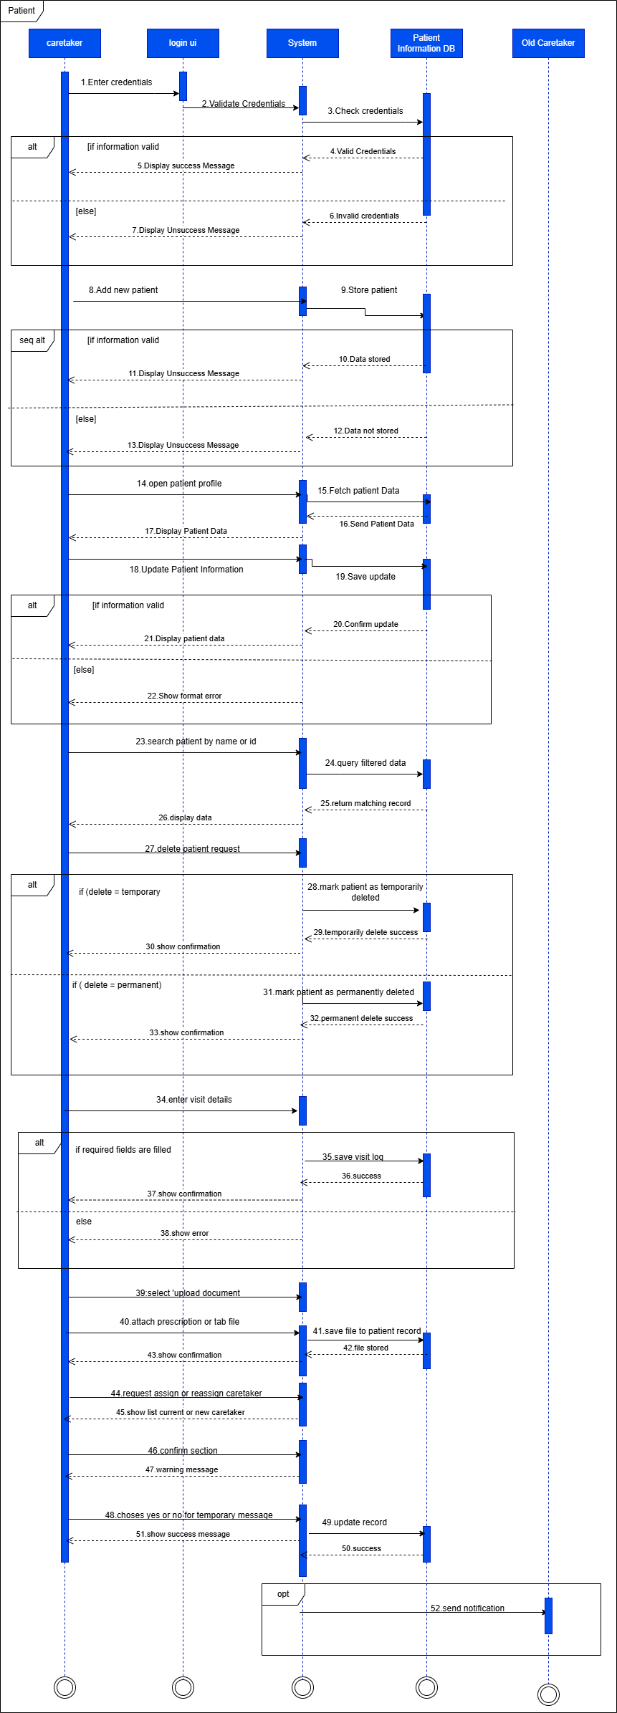 Patient
caretaker
login ui
System
Patient
Information DB
Old Caretaker
1.Enter credentials
2.Validate Credentials
3.Check credentials
alt
[if information valid
4.Valid Credentials
5.Display success Message
[else]
6.Invalid credentials
7.Display Unsuccess Message
8.Add new patient
9.Store patient
seq alt
[if information valid
10.Data stored
11.Display Unsuccess Message
[else]
12.Data not stored
13.Display Unsuccess Message
14.open patient profile
15.Fetch patient Data
16.Send Patient Data
17.Display Patient Data
18.Update Patient Information
19.Save update
alt
[if information valid
20.Confirm update
21.Display patient data
[else]
22.Show format error
23.search patient by name or id
24.query filtered data
25.return matching record
26.display data
27.delete patient request
alt
if (delete = temporary
28.mark patient as temporarily
deleted
29.temporarily delete success
30.show confirmation
if ( delete = permanent)
31.mark patient as permanently deleted
32.permanent delete success
33.show confirmation
34.enter visit details
alt
if required fields are filled
35.save visit log
36.success
37.show confirmation
else
38.show error
39.select 'upload document
40.attach prescription or tab file
41.save file to patient record
42.file stored
43.show confirmation
44.request assign or reassign caretaker
45.show list current or new caretaker
46.confirm section
47.warning message
48.choses yes or no for temporary message
49.update record
51.show success message
50.success
opt
52.send notification